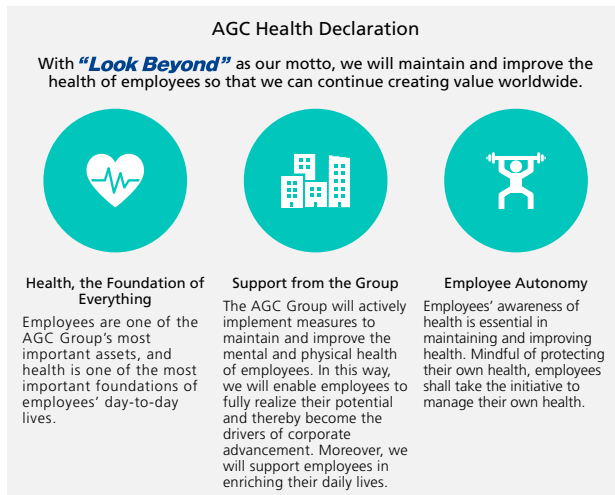 AGC Health Declaration
With “Look Beyond” as our motto, we will maintain and improve the
health of employees so that we can continue creating value worldwide.
Health, the Foundation of
Everything
Employees are one of the
AGC Group’s most
important assets, and
health is one of the most
important foundations of
employees’ day-to-day
lives.
Support from the Group
The AGC Group will actively
implement measures to
maintain and improve the
mental and physical health
of employees. In this way,
we will enable employees to
fully realize their potential
and thereby become the
drivers of corporate
advancement. Moreover, we
will support employees in
enriching their daily lives.
Employee Autonomy
Employees’ awareness of
health is essential in
maintaining and improving
health. Mindful of protecting
their own health, employees
shall take the initiative to
manage their own health.